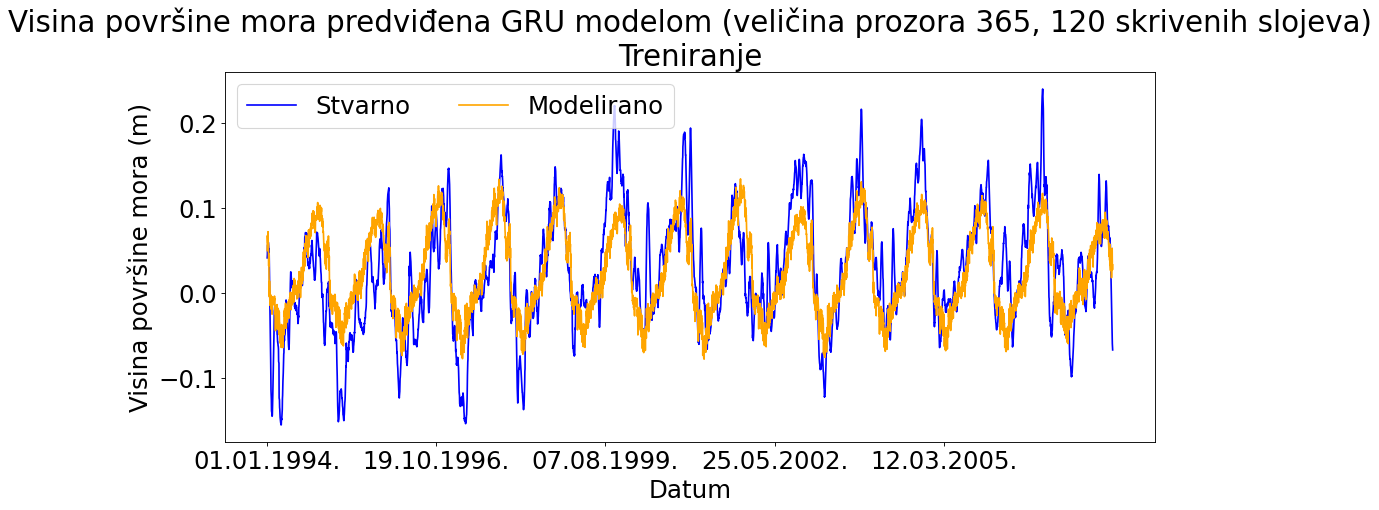 Visina površine mora predviđena GRU modelom (veličina prozora 365, 120 skrivenih slojeva)
Treniranje
Stvarno Modelirano
Visina površine mora (m)
0.2
0.1
0.0
−0.1
01.01.1994. 19.10.1996. 07.08.1999. 25.05.2002. 12.03.2005.
Datum